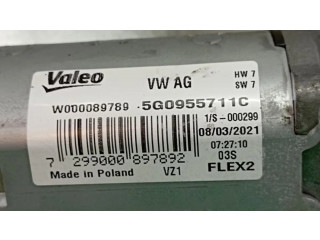 Valeo VW AG HW 7
SW 7
W000089789 .5G0955711C
1/S-000299
08/03/2021
07:27:10
7 299000 897892 03S
Made in Poland VZ1 FLEX2